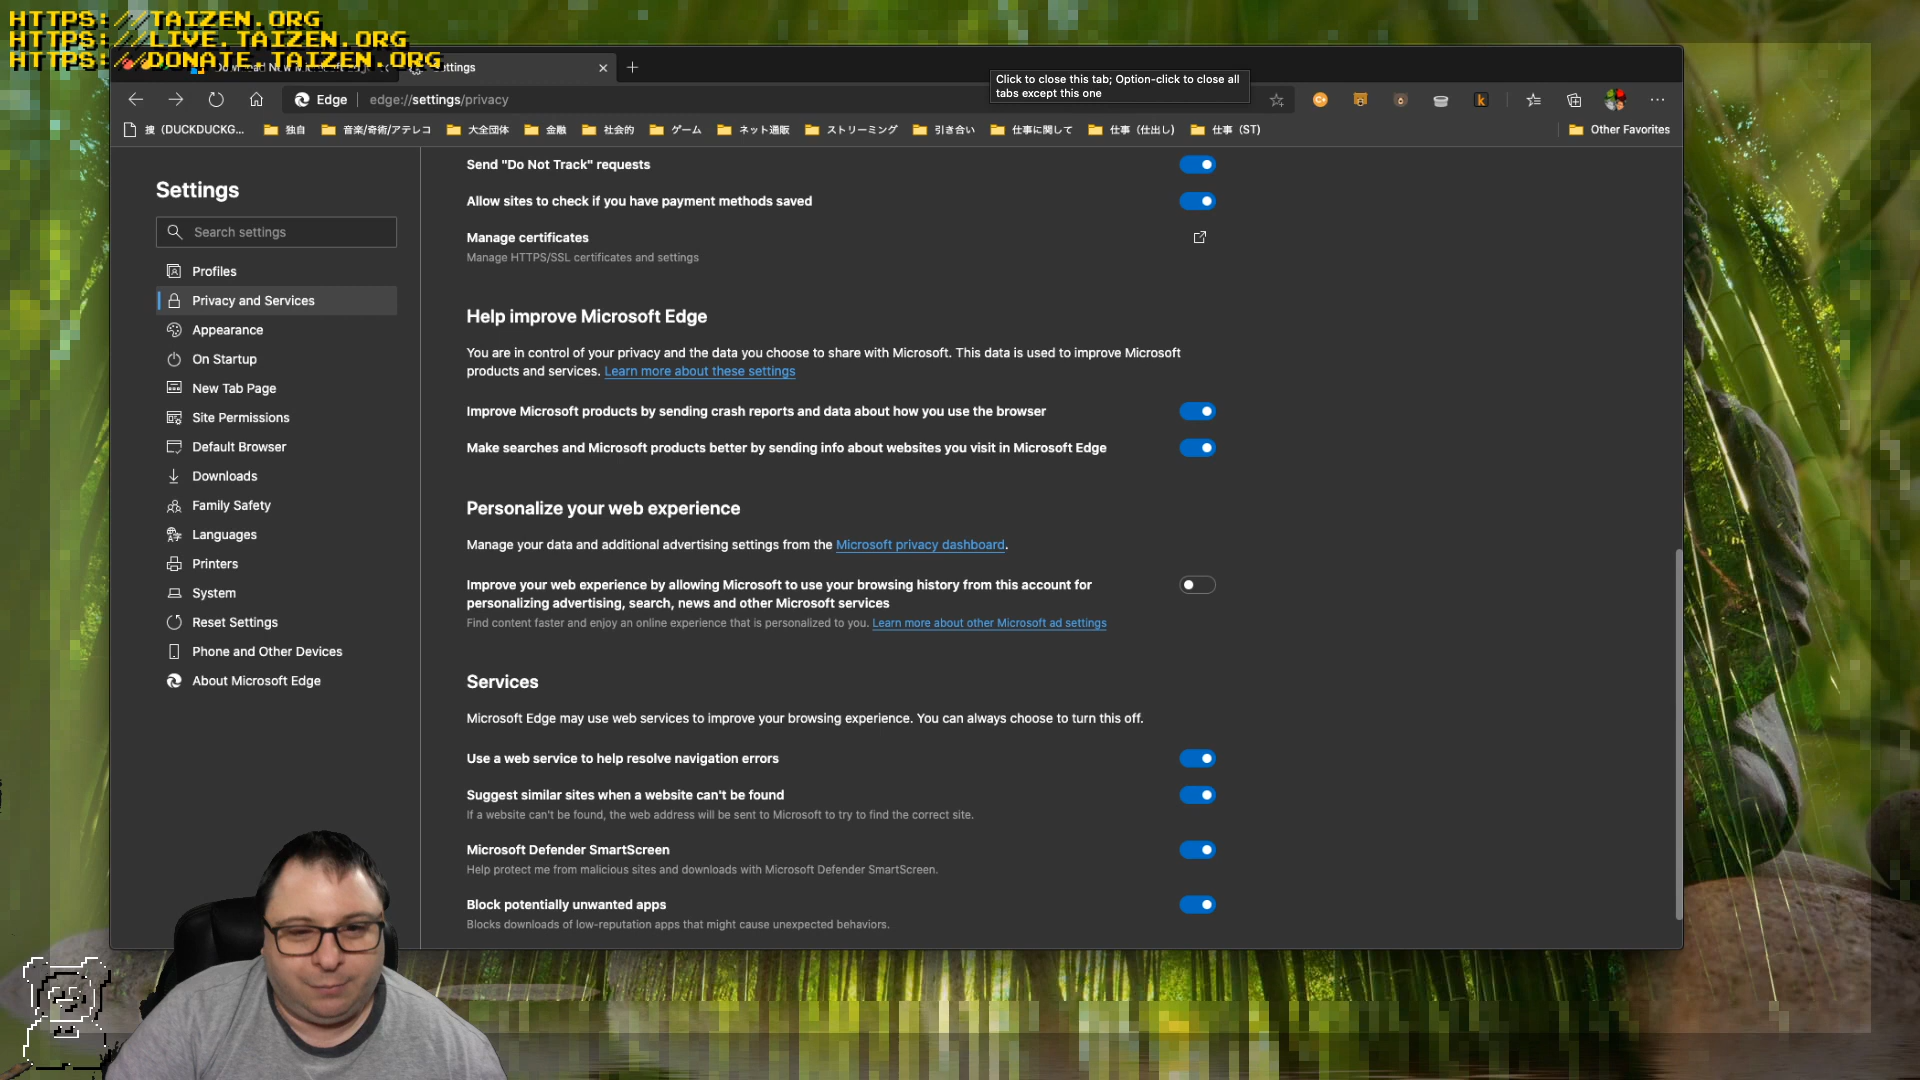 HTTPS://TAIZEN.ORG
HTTPS://LIVE.TAIZEN.ORG
HTTPS://DONATE.TAIZEN.ORG
Settings
Click to close this tab; Option-click to close all
tabs except this one
Edge
edge://settings/privacy
捜 (DUCKDUCKG... 独自 音楽/奇術/アテレコ 大全団体 金融 社会的 ゲーム ネット通販 ストリーミング 引き合い 仕事に関して 仕事（仕出し） 仕事（ST） Other Favorites
Settings
Search settings
Profiles
Privacy and Services
Appearance
On Startup
New Tab Page
Site Permissions
Default Browser
Downloads
Family Safety
Languages
Printers
System
Reset Settings
Phone and Other Devices
About Microsoft Edge
Send "Do Not Track" requests
Allow sites to check if you have payment methods saved
Manage certificates
Manage HTTPS/SSL certificates and settings
Help improve Microsoft Edge
You are in control of your privacy and the data you choose to share with Microsoft. This data is used to improve Microsoft
products and services. Learn more about these settings
Improve Microsoft products by sending crash reports and data about how you use the browser
Make searches and Microsoft products better by sending info about websites you visit in Microsoft Edge
Personalize your web experience
Manage your data and additional advertising settings from the Microsoft privacy dashboard.
Improve your web experience by allowing Microsoft to use your browsing history from this account for
personalizing advertising, search, news and other Microsoft services
Find content faster and enjoy an online experience that is personalized to you. Learn more about other Microsoft ad settings
Services
Microsoft Edge may use web services to improve your browsing experience. You can always choose to turn this off.
Use a web service to help resolve navigation errors
Suggest similar sites when a website can't be found
If a website can't be found, the web address will be sent to Microsoft to try to find the correct site.
Microsoft Defender SmartScreen
Help protect me from malicious sites and downloads with Microsoft Defender SmartScreen.
Block potentially unwanted apps
Blocks downloads of low-reputation apps that might cause unexpected behaviors.